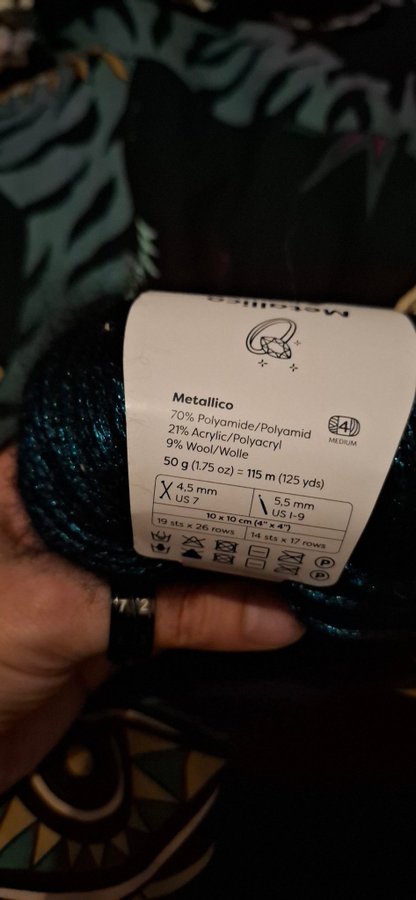 Metallico
Metallico
70% Polyamide/Polyamid
21% Acrylic/Polyacryl
9% Wool/Wolle
4
MEDIUM
50 g (1.75 oz) = 115 m (125 yds)
4,5 mm
US 7
5,5 mm
US I-9
10 x 10 cm (4" x 4")
19 sts x 26 rows
14 sts x 17 rows
P
P
7 2